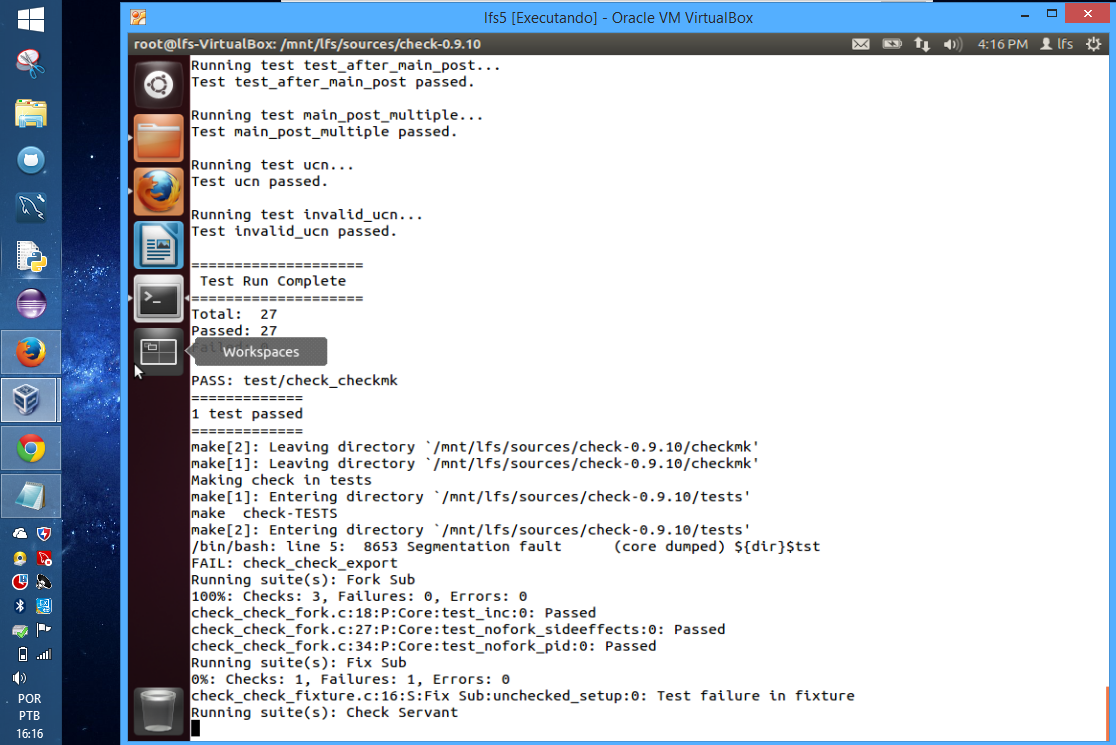 lfs5 [Executando] - Oracle VM VirtualBox
root@lfs-VirtualBox: /mnt/lfs/sources/check-0.9.10
4:16 PM lfs
Running test test_after_main_post...
Test test_after_main_post passed.
Running test main_post_multiple...
Test main_post_multiple passed.
Running test ucn...
Test ucn passed.
Running test invalid_ucn...
Test invalid_ucn passed.
====================
Test Run Complete
====================
Total:  27
Passed: 27
Workspaces
PASS: test/check_checkmk
=============
1 test passed
=============
make[2]: Leaving directory `/mnt/lfs/sources/check-0.9.10/checkmk'
make[1]: Leaving directory `/mnt/lfs/sources/check-0.9.10/checkmk'
Making check in tests
make[1]: Entering directory `/mnt/lfs/sources/check-0.9.10/tests'
make  check-TESTS
make[2]: Entering directory `/mnt/lfs/sources/check-0.9.10/tests'
/bin/bash: line 5:  8653 Segmentation fault      (core dumped) ${dir}$tst
FAIL: check_check_export
Running suite(s): Fork Sub
100%: Checks: 3, Failures: 0, Errors: 0
check_check_fork.c:18:P:Core:test_inc:0: Passed
check_check_fork.c:27:P:Core:test_nofork_sideeffects:0: Passed
check_check_fork.c:34:P:Core:test_nofork_pid:0: Passed
Running suite(s): Fix Sub
0%: Checks: 1, Failures: 1, Errors: 0
check_check_fixture.c:16:S:Fix Sub:unchecked_setup:0: Test failure in fixture
Running suite(s): Check Servant
POR
PTB
16:16